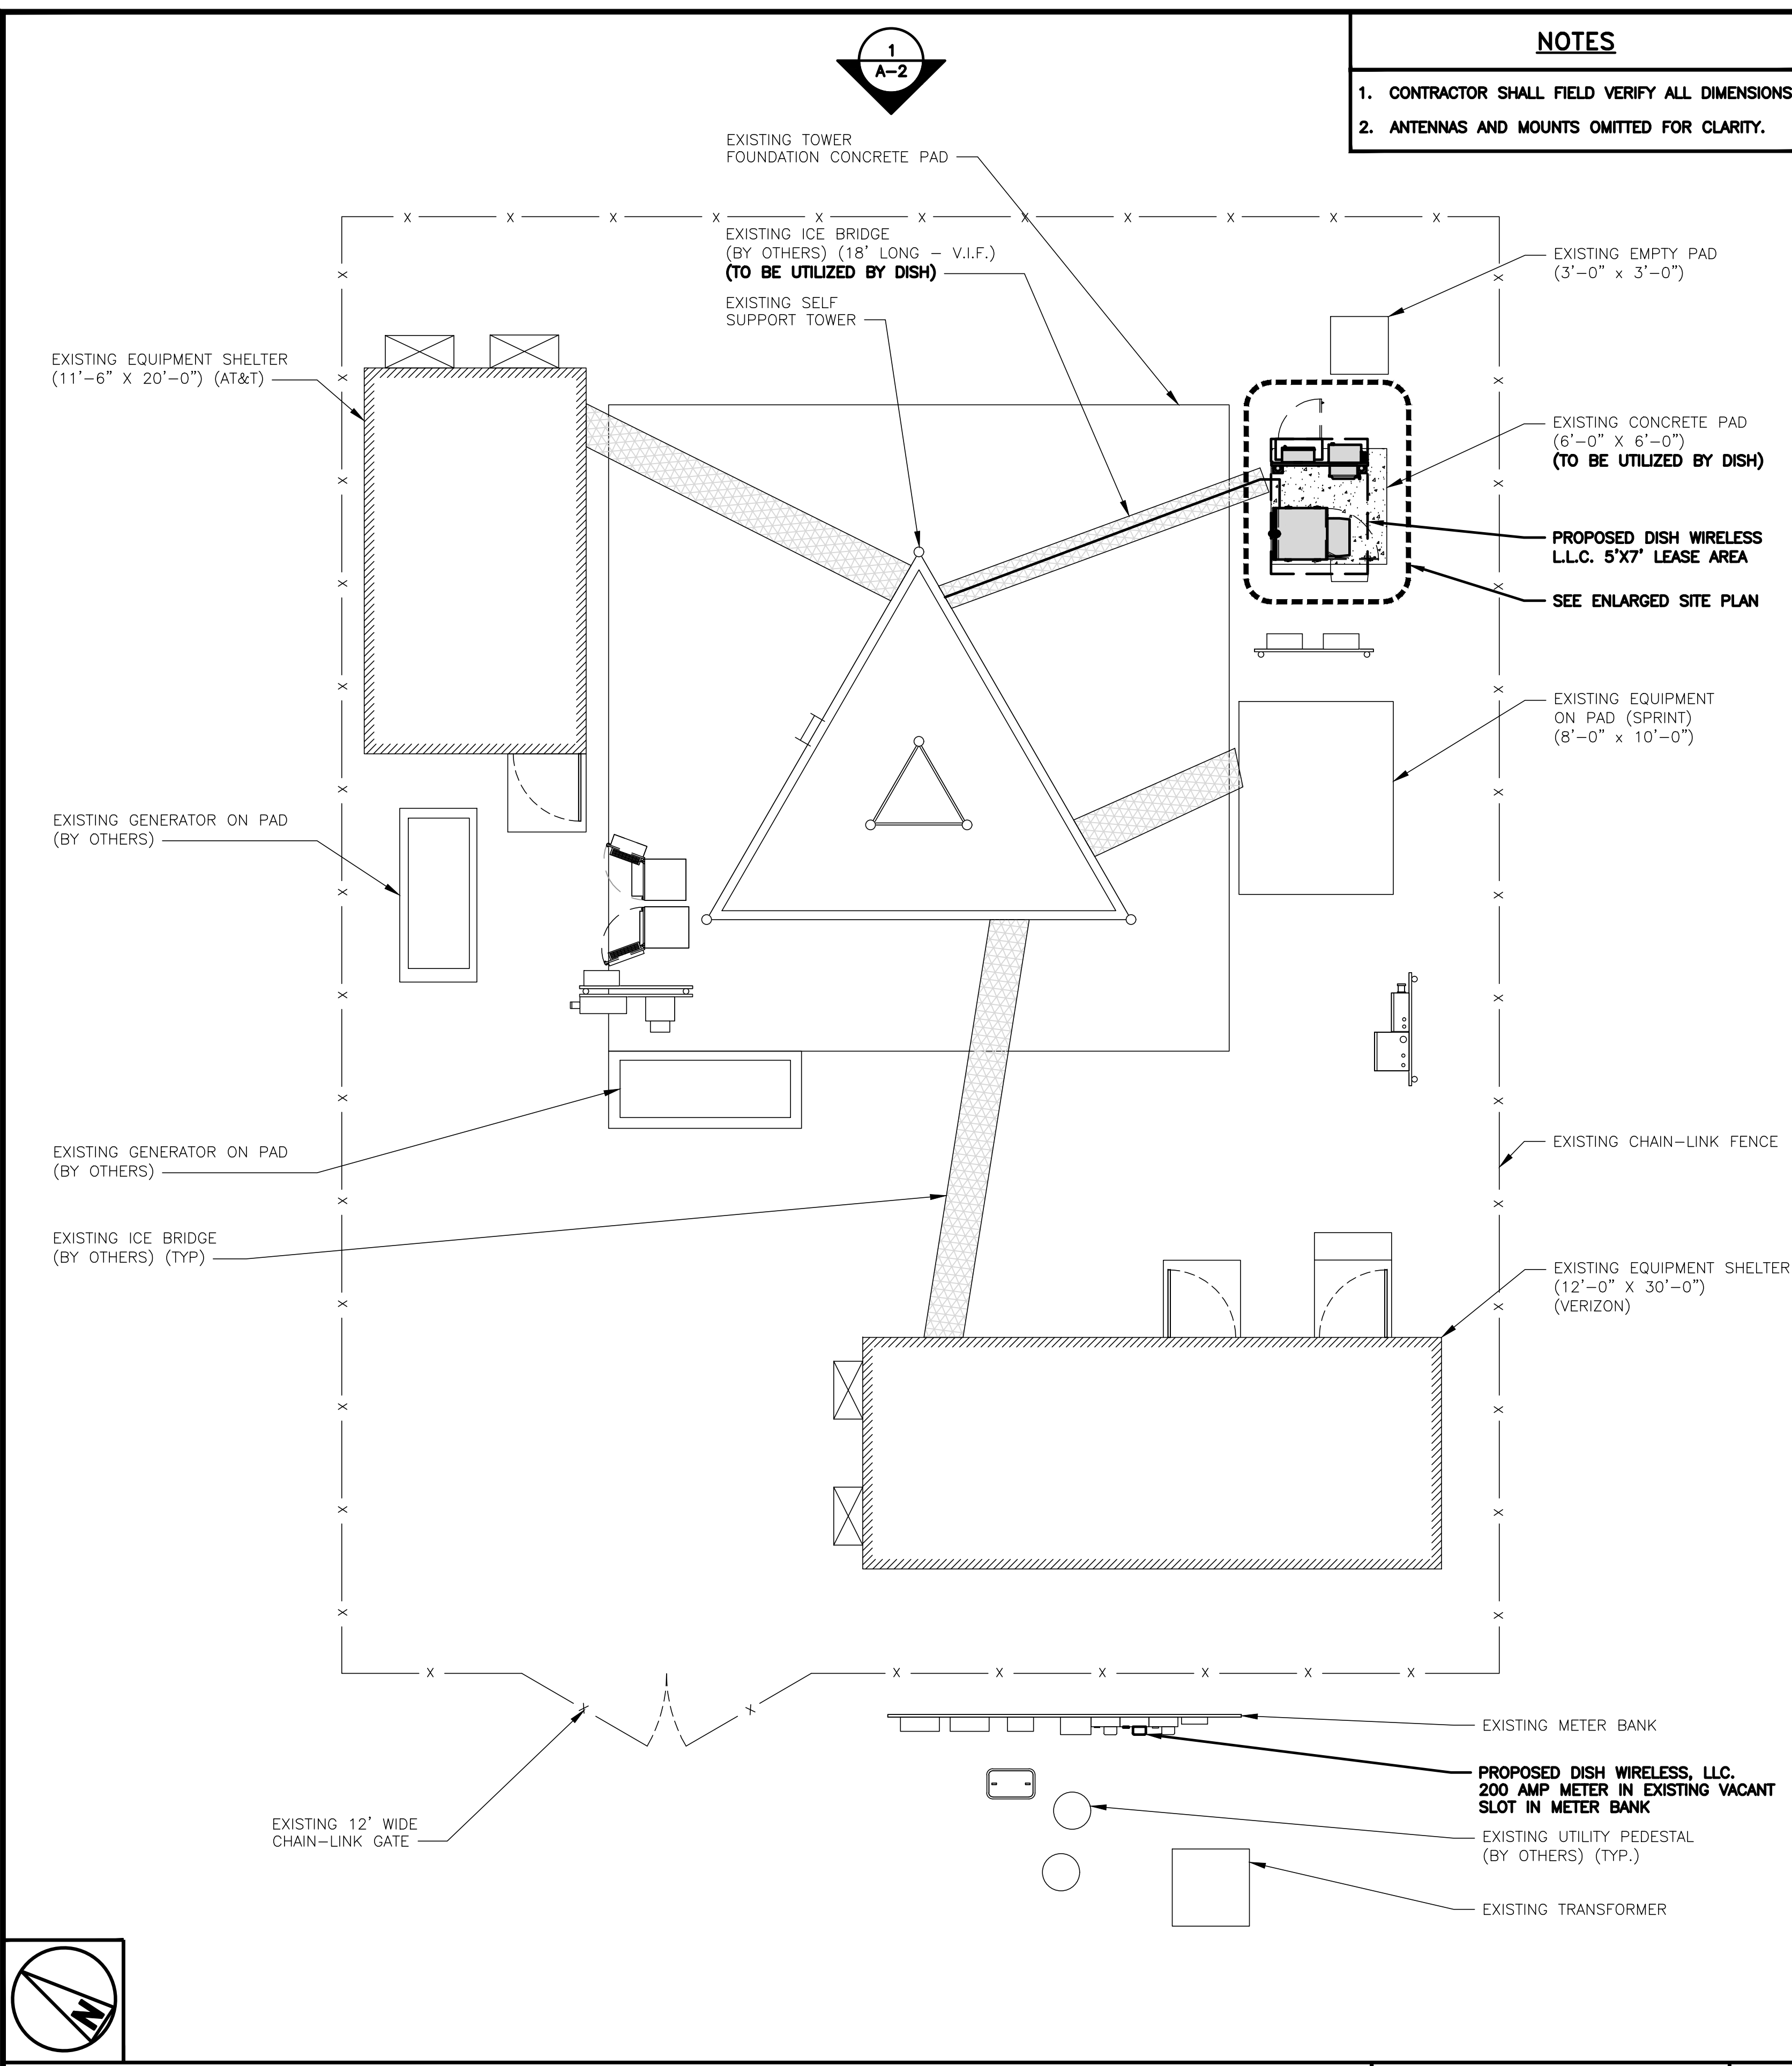 1
A-2
NOTES
1. CONTRACTOR SHALL FIELD VERIFY ALL DIMENSIONS
2. ANTENNAS AND MOUNTS OMITTED FOR CLARITY.
EXISTING TOWER
FOUNDATION CONCRETE PAD
EXISTING ICE BRIDGE
(BY OTHERS) (18' LONG – V.I.F.)
(TO BE UTILIZED BY DISH)
EXISTING SELF
SUPPORT TOWER
EXISTING EMPTY PAD
(3'-0" x 3'-0")
EXISTING EQUIPMENT SHELTER
(11'-6" X 20'-0") (AT&T)
EXISTING CONCRETE PAD
(6'-0" X 6'-0")
(TO BE UTILIZED BY DISH)
PROPOSED DISH WIRELESS
L.L.C. 5'X7' LEASE AREA
SEE ENLARGED SITE PLAN
EXISTING EQUIPMENT
ON PAD (SPRINT)
(8'-0" x 10'-0")
EXISTING GENERATOR ON PAD
(BY OTHERS)
EXISTING GENERATOR ON PAD
(BY OTHERS)
EXISTING CHAIN-LINK FENCE
EXISTING ICE BRIDGE
(BY OTHERS) (TYP)
EXISTING EQUIPMENT SHELTER
(12'-0" X 30'-0")
(VERIZON)
EXISTING METER BANK
PROPOSED DISH WIRELESS, LLC.
200 AMP METER IN EXISTING VACANT
SLOT IN METER BANK
EXISTING 12' WIDE
CHAIN-LINK GATE
EXISTING UTILITY PEDESTAL
(BY OTHERS) (TYP.)
EXISTING TRANSFORMER
N